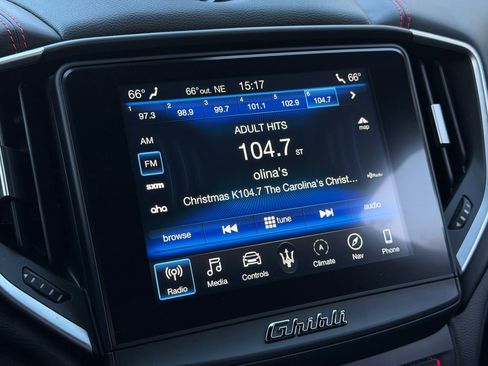 66° 66° out. NE 15:17 66°
1 97.3 2 98.9 3 99.7 4 101.1 5 102.9 6 104.7
AM
ADULT HITS
map
FM
104.7 ST
sxm
olina's
HD Radio
aha
Christmas K104.7 The Carolina's Christ...
browse tune audio
Radio Media Controls Climate Nav Phone
Ghibli